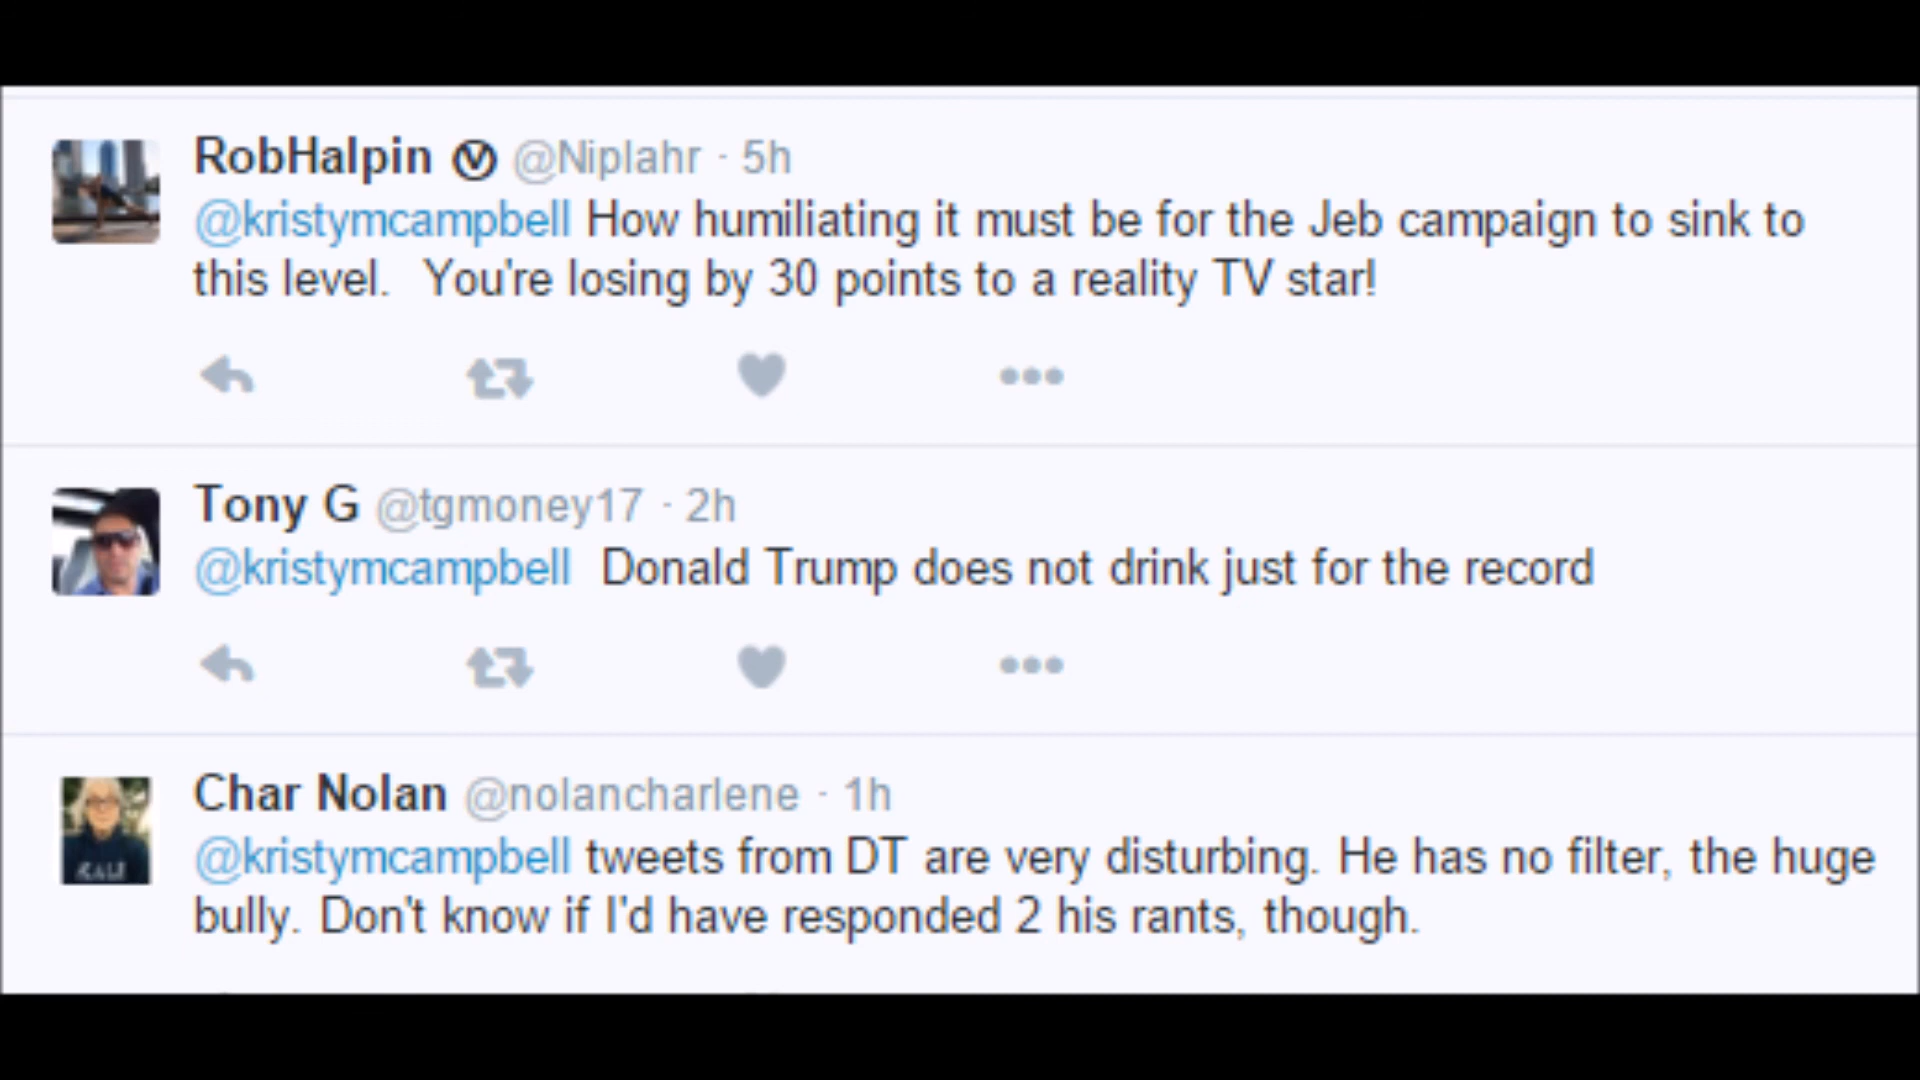 RobHalpin Ⓥ @Niplahr · 5h
@kristymcampbell How humiliating it must be for the Jeb campaign to sink to
this level.  You're losing by 30 points to a reality TV star!
Tony G @tgmoney17 · 2h
@kristymcampbell  Donald Trump does not drink just for the record
Char Nolan @nolancharlene · 1h
@kristymcampbell tweets from DT are very disturbing. He has no filter, the huge
bully. Don't know if I'd have responded 2 his rants, though.